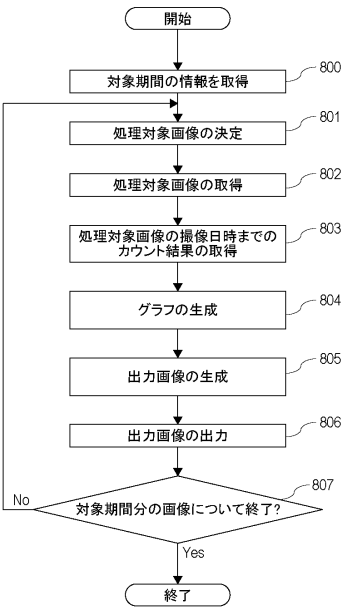 開始
対象期間の情報を取得
800
処理対象画像の決定
801
処理対象画像の取得
802
処理対象画像の撮像日時までの
カウント結果の取得
803
グラフの生成
804
出力画像の生成
805
出力画像の出力
806
対象期間分の画像について終了?
807
No
Yes
終了